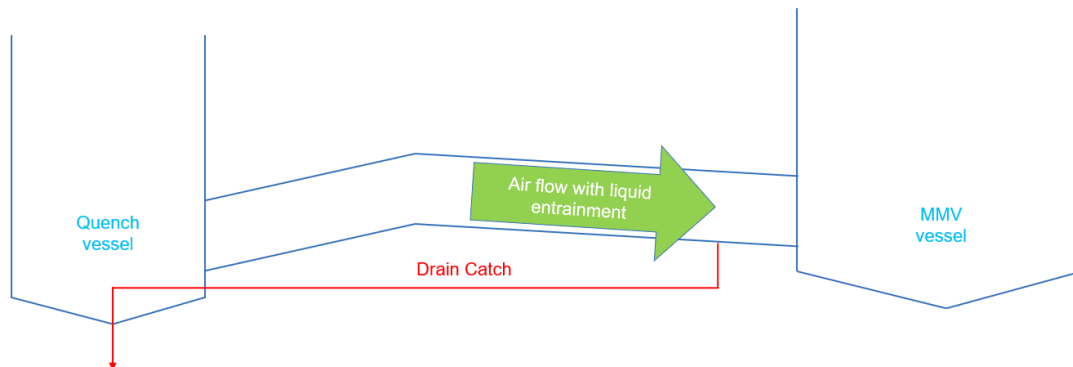 Air flow with liquid
entrainment
Quench
vessel
MMV
vessel
Drain Catch